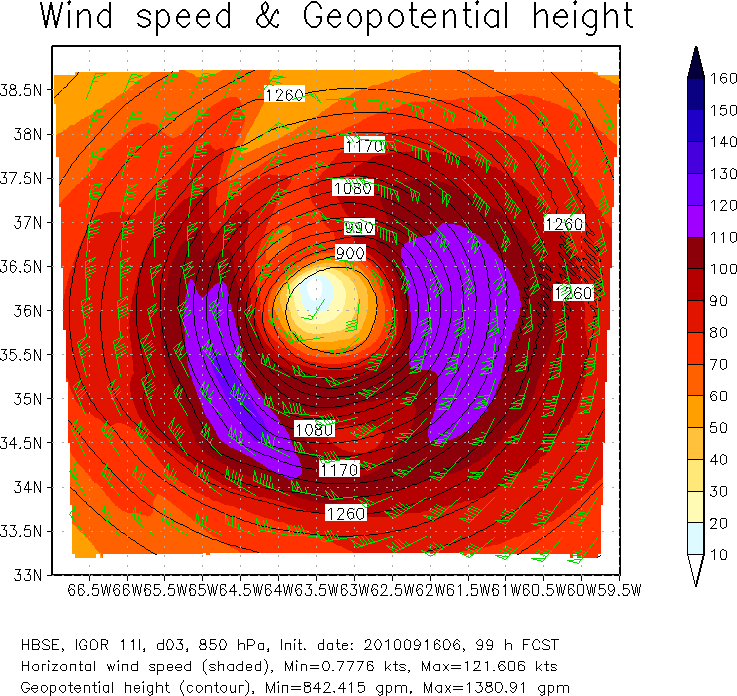 Wind speed & Geopotential height
38.5N
38N
37.5N
37N
36.5N
36N
35.5N
35N
34.5N
34N
33.5N
33N
1260
1170
1080
990
900
1260
1260
1080
1170
1260
66.5W66W65.5W65W64.5W64W63.5W63W62.5W62W61.5W61W60.5W60W59.5W
160
150
140
130
120
110
100
90
80
70
60
50
40
30
20
10
HBSE, IGOR 11l, d03, 850 hPa, Init. date: 2010091606, 99 h FCST
Horizontal wind speed (shaded), Min=0.7776 kts, Max=121.606 kts
Geopotential height (contour), Min=842.415 gpm, Max=1380.91 gpm